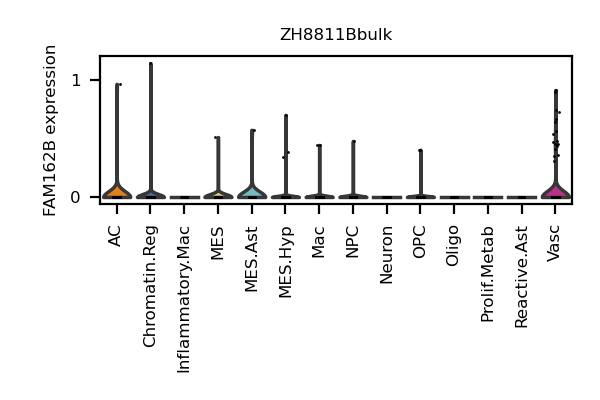 ZH8811Bbulk
FAM162B expression
1
0
AC
Chromatin.Reg
Inflammatory.Mac
MES
MES.Ast
MES.Hyp
Mac
NPC
Neuron
OPC
Oligo
Prolif.Metab
Reactive.Ast
Vasc